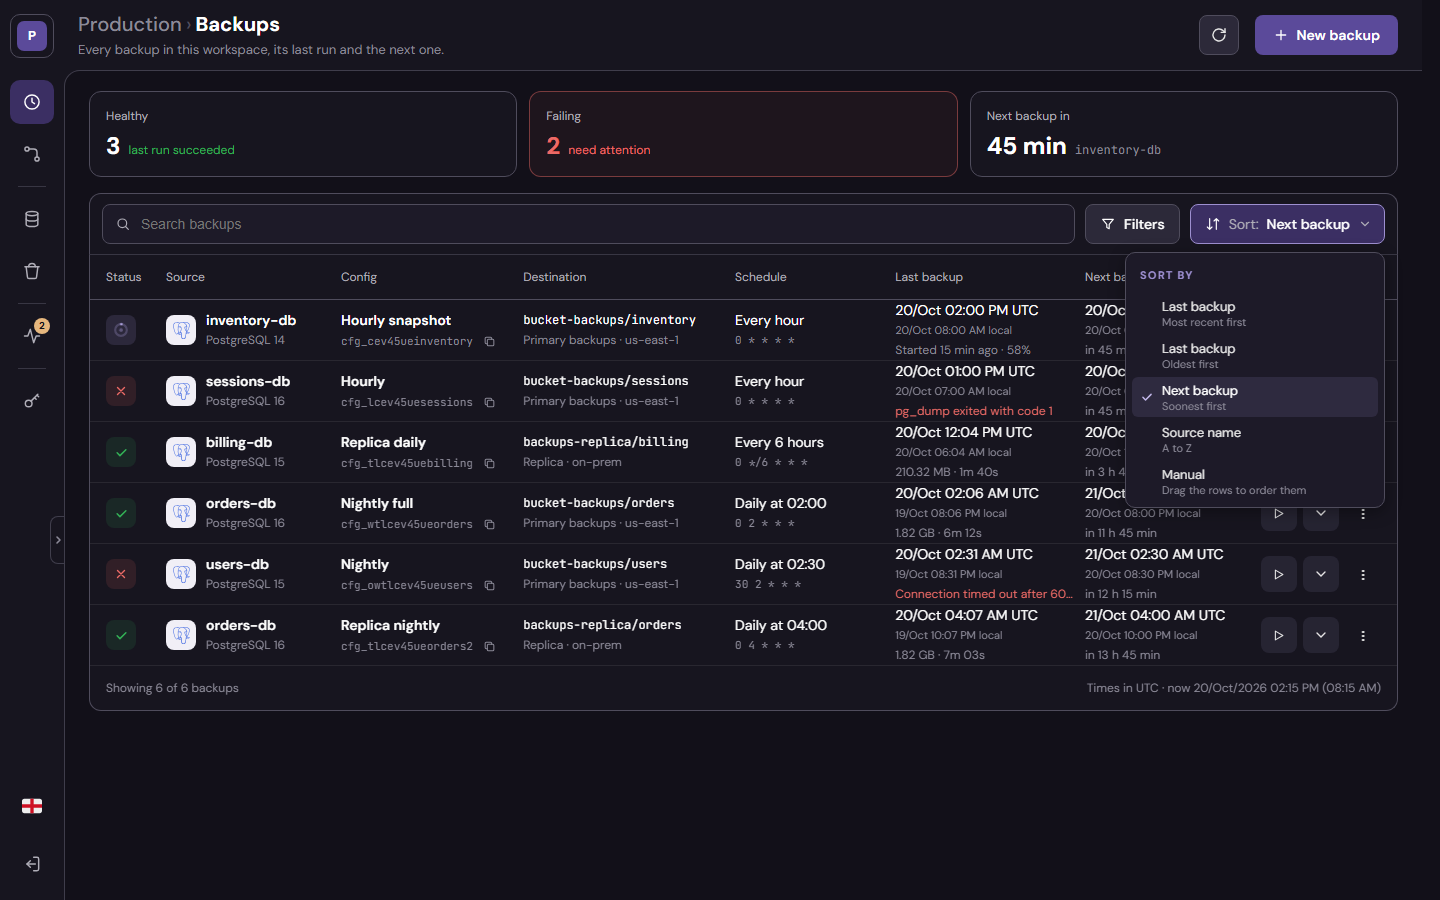 P
Production › Backups
Every backup in this workspace, its last run and the next one.
New backup
Healthy
3 last run succeeded
Failing
2 need attention
Next backup in
45 min inventory-db
Search backups
Filters
Sort: Next backup
Status Source Config Destination Schedule Last backup Next ba
SORT BY
Last backup
Most recent first
Last backup
Oldest first
Next backup
Soonest first
Source name
A to Z
Manual
Drag the rows to order them
inventory-db Hourly snapshot bucket-backups/inventory Every hour 20/Oct 02:00 PM UTC 20/Oc
PostgreSQL 14 cfg_cev45ueinventory Primary backups · us-east-1 0 * * * * 20/Oct 08:00 AM local 20/Oct
Started 15 min ago · 58% in 45 m
sessions-db Hourly bucket-backups/sessions Every hour 20/Oct 01:00 PM UTC 20/Oc
PostgreSQL 16 cfg_lcev45uesessions Primary backups · us-east-1 0 * * * * 20/Oct 07:00 AM local 20/Oct
pg_dump exited with code 1 in 45 m
billing-db Replica daily backups-replica/billing Every 6 hours 20/Oct 12:04 PM UTC 20/Oc
PostgreSQL 15 cfg_tlcev45uebilling Replica · on-prem 0 */6 * * * 20/Oct 06:04 AM local 20/Oct
210.32 MB · 1m 40s in 3 h 4
orders-db Nightly full bucket-backups/orders Daily at 02:00 20/Oct 02:06 AM UTC 21/Oct
PostgreSQL 16 cfg_wtlcev45ueorders Primary backups · us-east-1 0 2 * * * 19/Oct 08:06 PM local 20/Oct 08:00 PM local
1.82 GB · 6m 12s in 11 h 45 min
users-db Nightly bucket-backups/users Daily at 02:30 20/Oct 02:31 AM UTC 21/Oct 02:30 AM UTC
PostgreSQL 15 cfg_owtlcev45ueusers Primary backups · us-east-1 30 2 * * * 19/Oct 08:31 PM local 20/Oct 08:30 PM local
Connection timed out after 60... in 12 h 15 min
orders-db Replica nightly backups-replica/orders Daily at 04:00 20/Oct 04:07 AM UTC 21/Oct 04:00 AM UTC
PostgreSQL 16 cfg_tlcev45ueorders2 Replica · on-prem 0 4 * * * 19/Oct 10:07 PM local 20/Oct 10:00 PM local
1.82 GB · 7m 03s in 13 h 45 min
2
Showing 6 of 6 backups Times in UTC · now 20/Oct/2026 02:15 PM (08:15 AM)